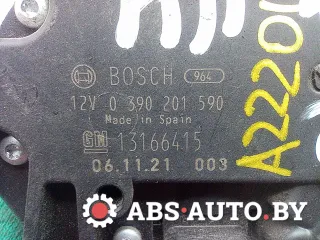 BOSCH 964
12V 0 390 201 590
Made in Spain
GM 13166415
06.11.21 003
ABS-AUTO.BY